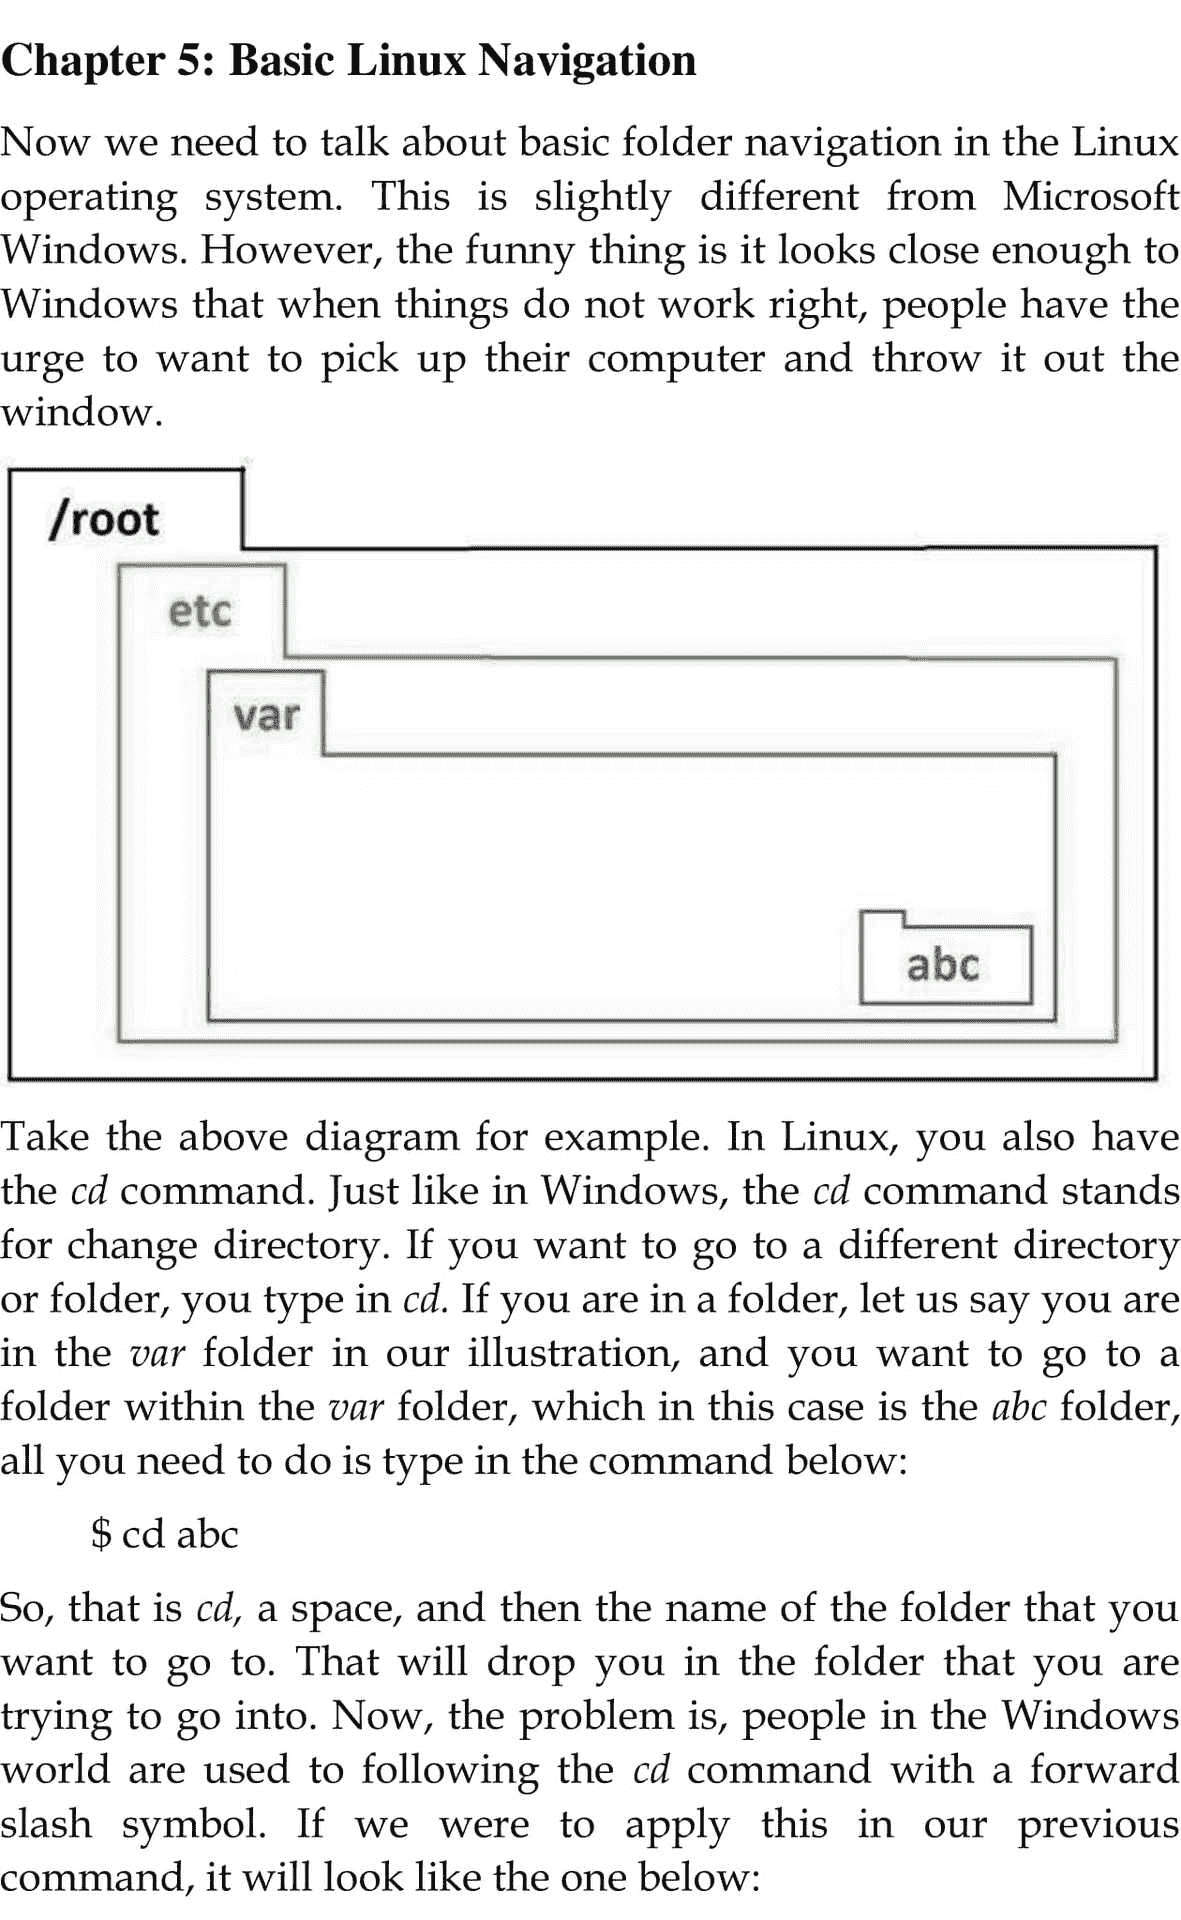 Chapter 5: Basic Linux Navigation
Now we need to talk about basic folder navigation in the Linux
operating system. This is slightly different from Microsoft
Windows. However, the funny thing is it looks close enough to
Windows that when things do not work right, people have the
urge to want to pick up their computer and throw it out the
window.
/root
etc
var
abc
Take the above diagram for example. In Linux, you also have
the cd command. Just like in Windows, the cd command stands
for change directory. If you want to go to a different directory
or folder, you type in cd. If you are in a folder, let us say you are
in the var folder in our illustration, and you want to go to a
folder within the var folder, which in this case is the abc folder,
all you need to do is type in the command below:
$ cd abc
So, that is cd, a space, and then the name of the folder that you
want to go to. That will drop you in the folder that you are
trying to go into. Now, the problem is, people in the Windows
world are used to following the cd command with a forward
slash symbol. If we were to apply this in our previous
command, it will look like the one below: